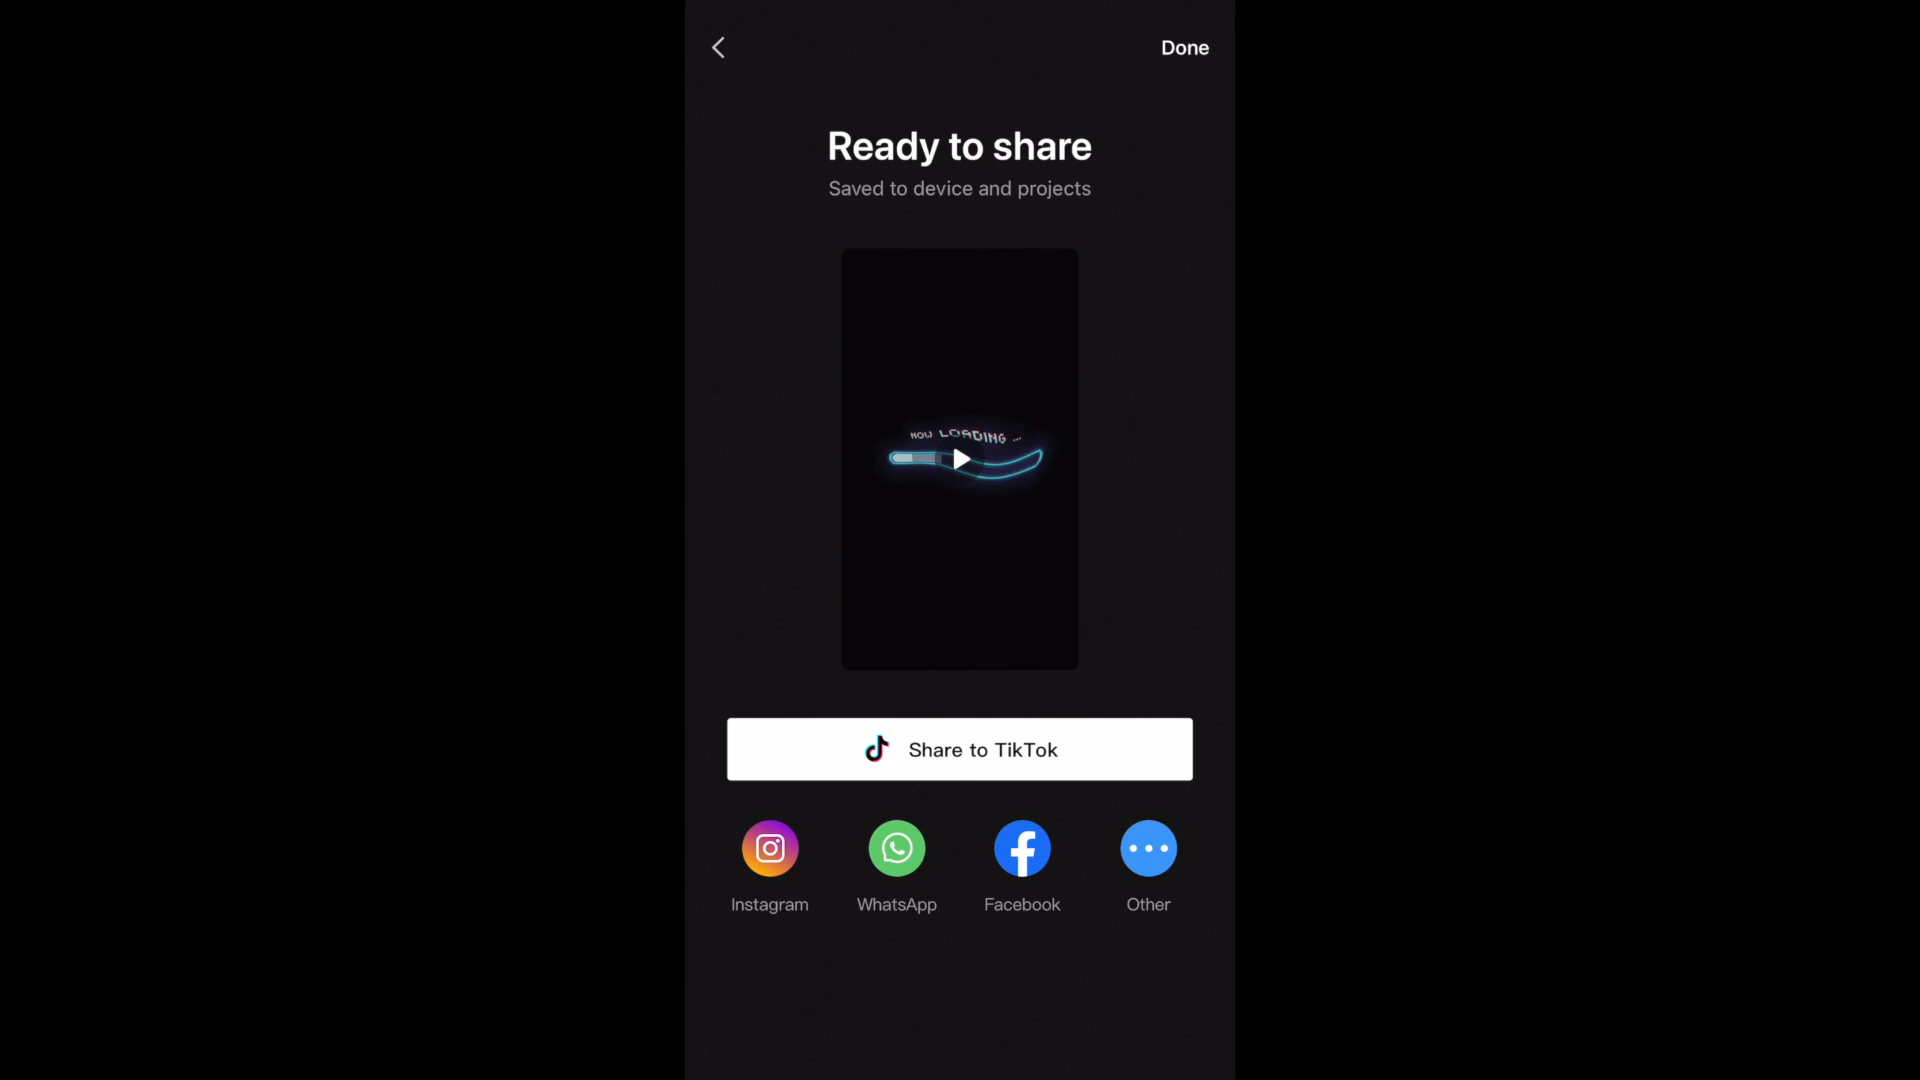 Done
Ready to share
Saved to device and projects
NOW LOADING ...
Share to TikTok
Instagram
WhatsApp
Facebook
Other